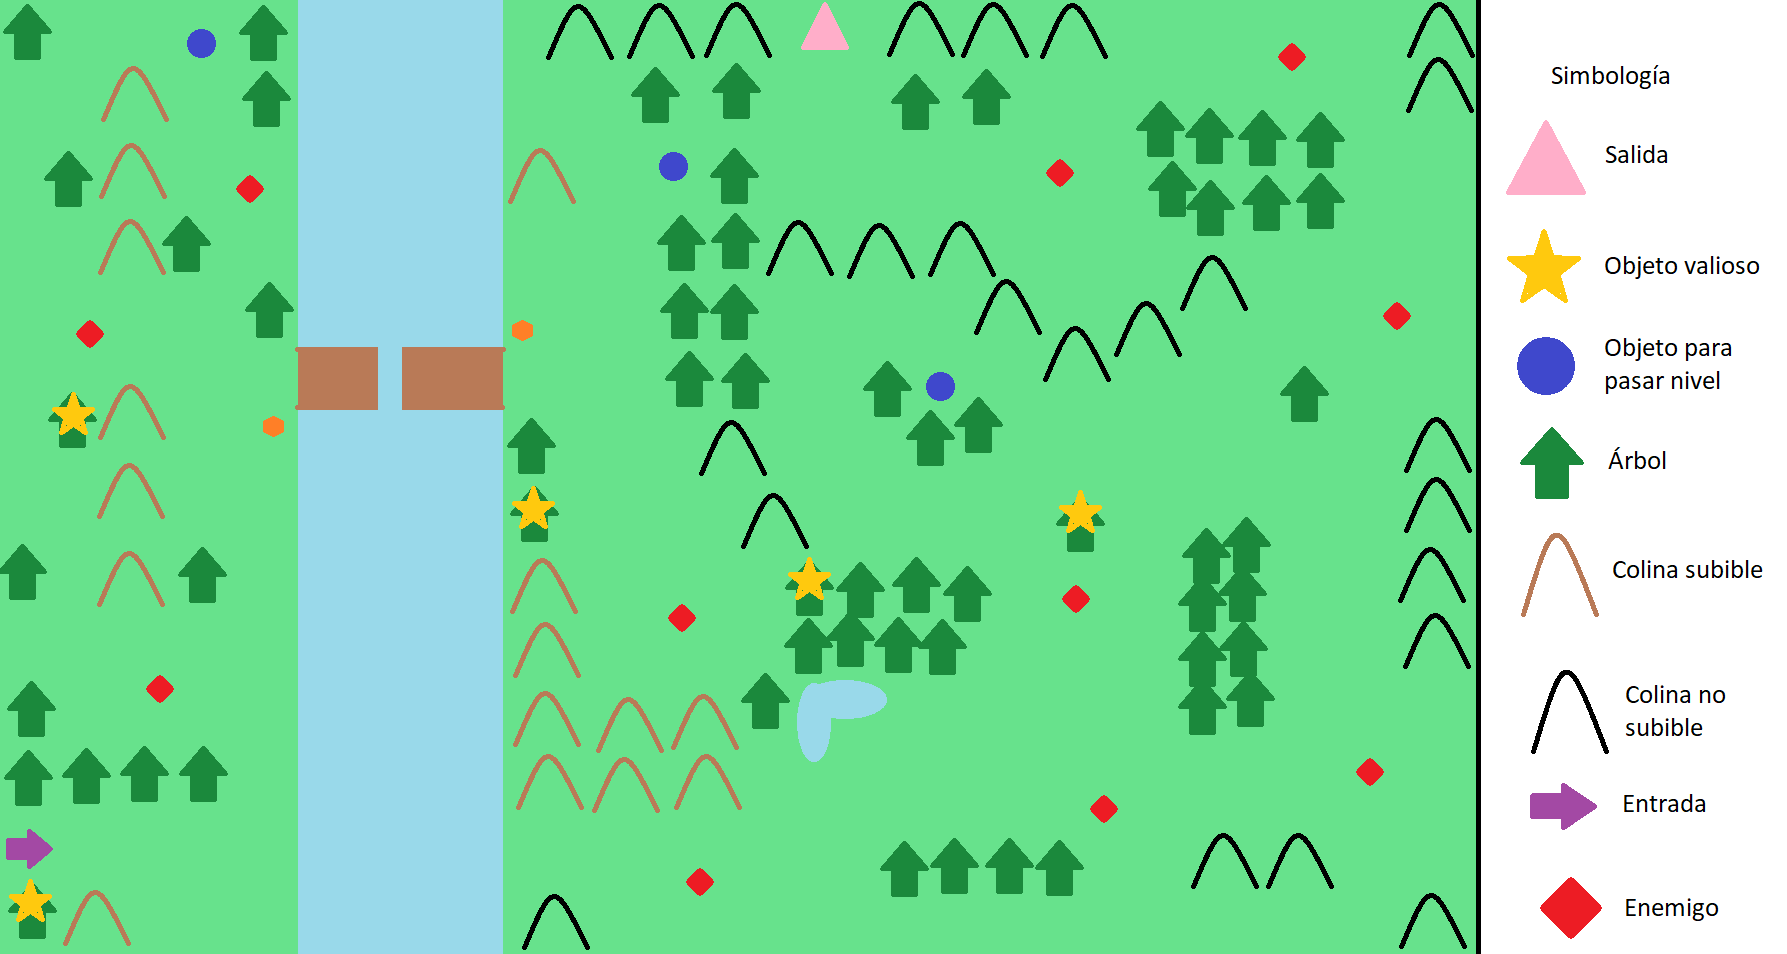 Simbología
Salida
Objeto valioso
Objeto para
pasar nivel
Árbol
Colina subible
Colina no
subible
Entrada
Enemigo